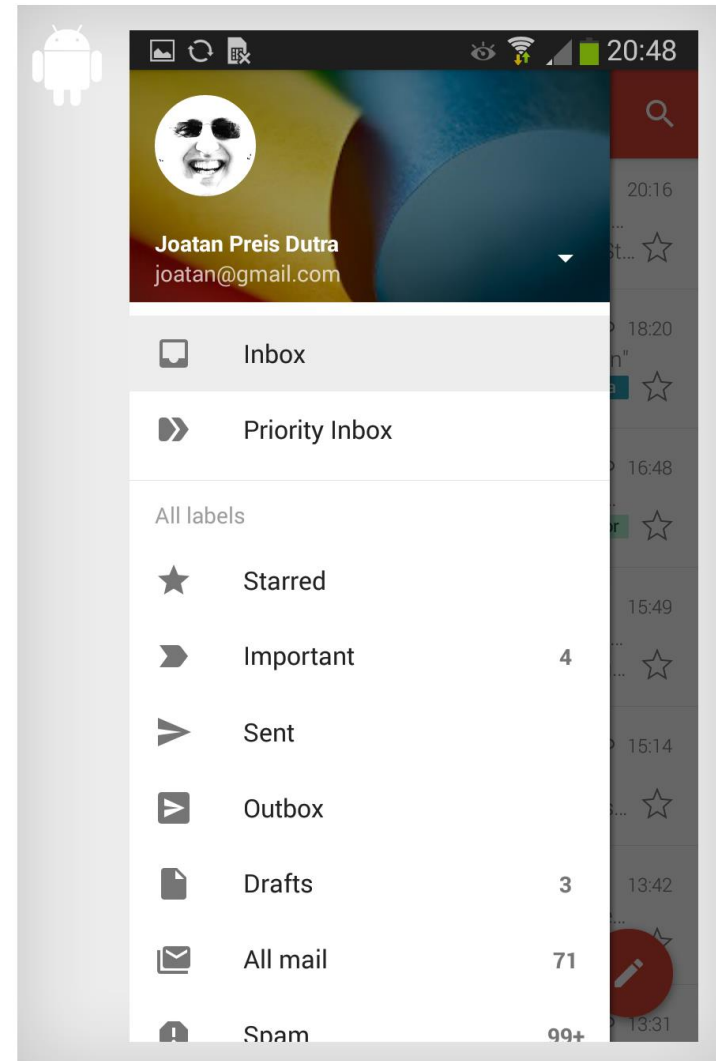 20:48
Joatan Preis Dutra
joatan@gmail.com
Inbox
Priority Inbox
All labels
Starred
Important 4
Sent
Outbox
Drafts 3
All mail 71
Spam 99+
20:16
...
St...
18:20
n"
a
16:48
or
15:49
...
...
15:14
s...
13:42
...
13:31